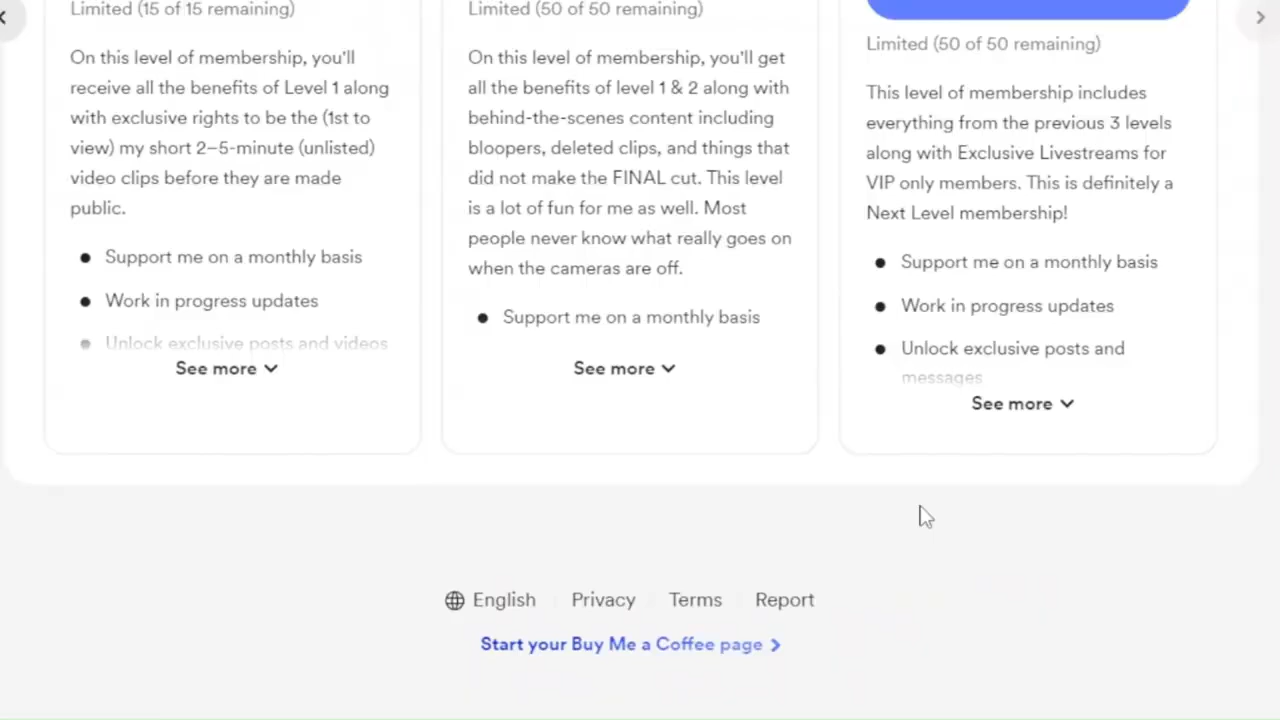 Limited (15 of 15 remaining)
On this level of membership, you'll
receive all the benefits of Level 1 along
with exclusive rights to be the (1st to
view) my short 2–5-minute (unlisted)
video clips before they are made
public.
Support me on a monthly basis
Work in progress updates
Unlock exclusive posts and videos
See more
Limited (50 of 50 remaining)
On this level of membership, you'll get
all the benefits of level 1 & 2 along with
behind-the-scenes content including
bloopers, deleted clips, and things that
did not make the FINAL cut. This level
is a lot of fun for me as well. Most
people never know what really goes on
when the cameras are off.
Support me on a monthly basis
See more
Limited (50 of 50 remaining)
This level of membership includes
everything from the previous 3 levels
along with Exclusive Livestreams for
VIP only members. This is definitely a
Next Level membership!
Support me on a monthly basis
Work in progress updates
Unlock exclusive posts and
messages
See more
English Privacy Terms Report
Start your Buy Me a Coffee page